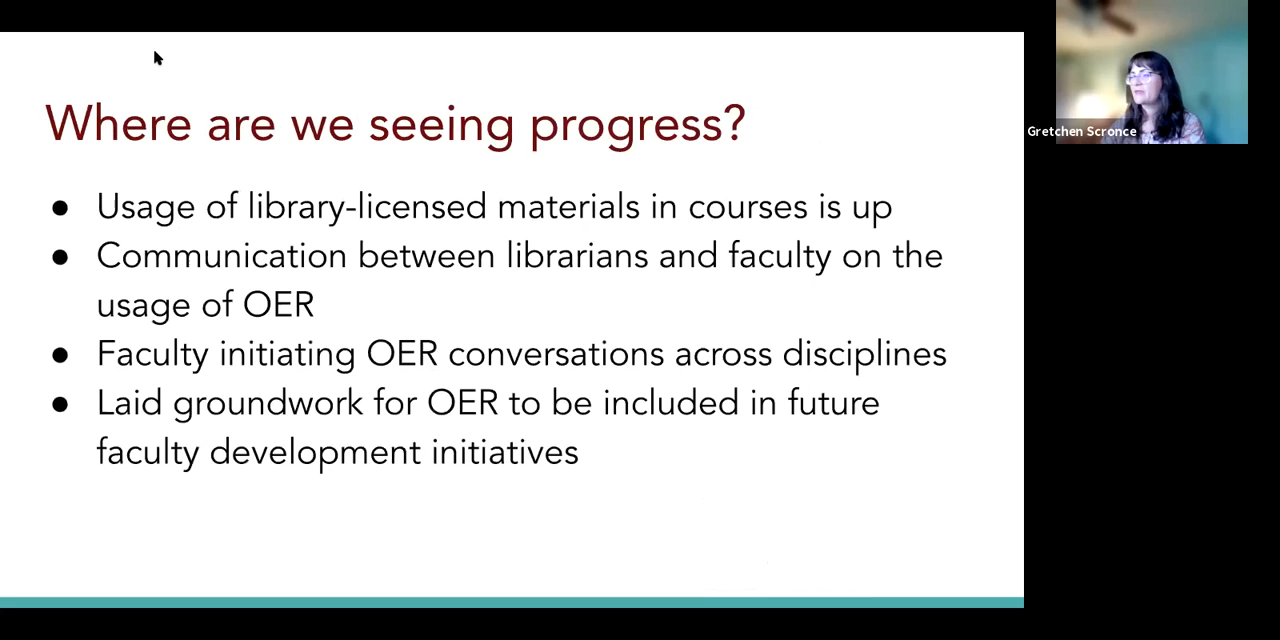 Where are we seeing progress?
● Usage of library-licensed materials in courses is up
● Communication between librarians and faculty on the
usage of OER
● Faculty initiating OER conversations across disciplines
● Laid groundwork for OER to be included in future
faculty development initiatives
Gretchen Scronce